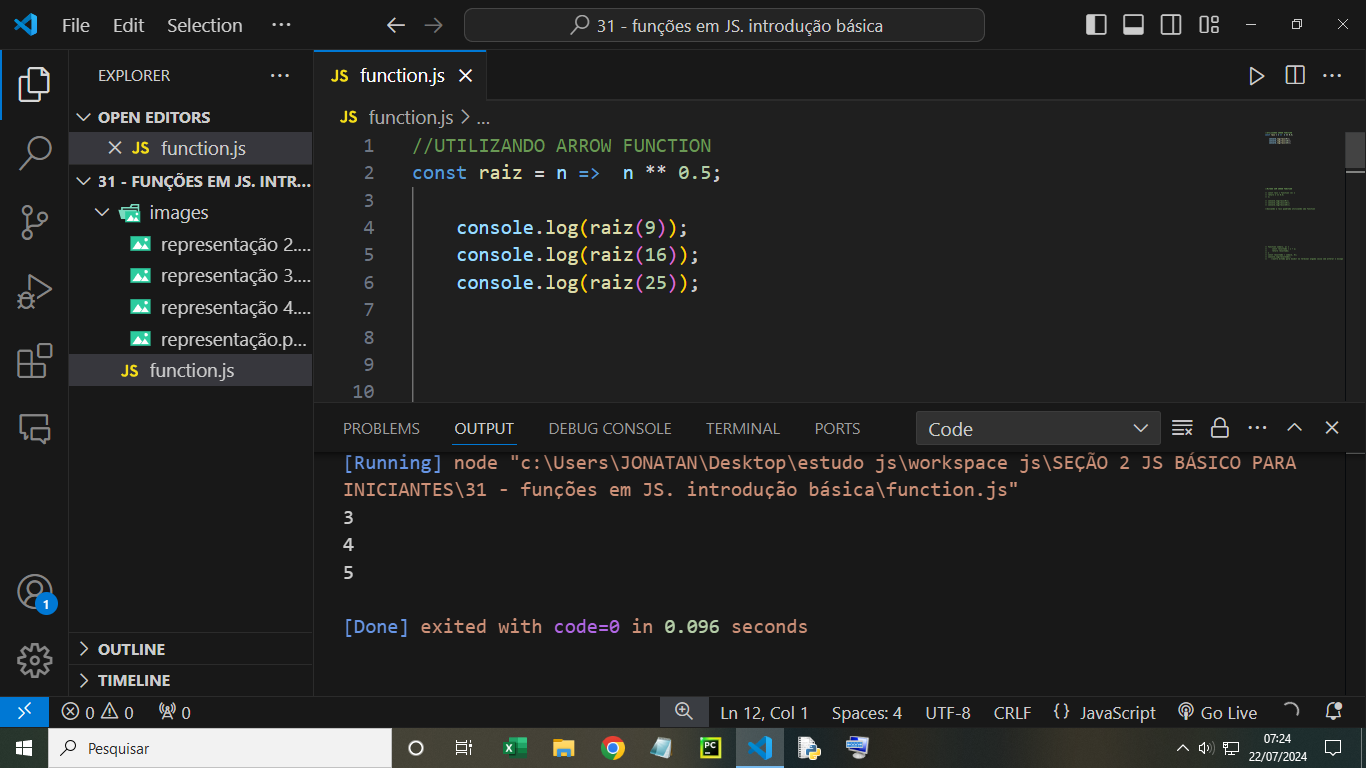 File Edit Selection ···
31 - funções em JS. introdução básica
EXPLORER ···
OPEN EDITORS
JS function.js
31 - FUNÇÕES EM JS. INTR...
images
representação 2....
representação 3....
representação 4....
representação.p...
JS function.js
OUTLINE
TIMELINE
JS function.js
JS function.js > ...
1 //UTILIZANDO ARROW FUNCTION
2 const raiz = n =>  n ** 0.5;
3
4 console.log(raiz(9));
5 console.log(raiz(16));
6 console.log(raiz(25));
7
8
9
10
PROBLEMS OUTPUT DEBUG CONSOLE TERMINAL PORTS
Code
[Running] node "c:\Users\JONATAN\Desktop\estudo js\workspace js\SEÇÃO 2 JS BÁSICO PARA
INICIANTES\31 - funções em JS. introdução básica\function.js"
3
4
5
[Done] exited with code=0 in 0.096 seconds
1
0 0 0
Ln 12, Col 1 Spaces: 4 UTF-8 CRLF {} JavaScript Go Live
Pesquisar
PC
07:24
22/07/2024